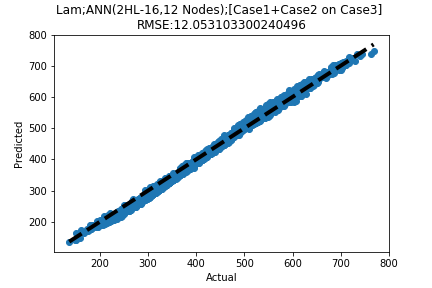 Lam;ANN(2HL-16,12 Nodes);[Case1+Case2 on Case3]
RMSE:12.053103300240496
800
700
600
500
400
300
200
Predicted
200 300 400 500 600 700 800
Actual